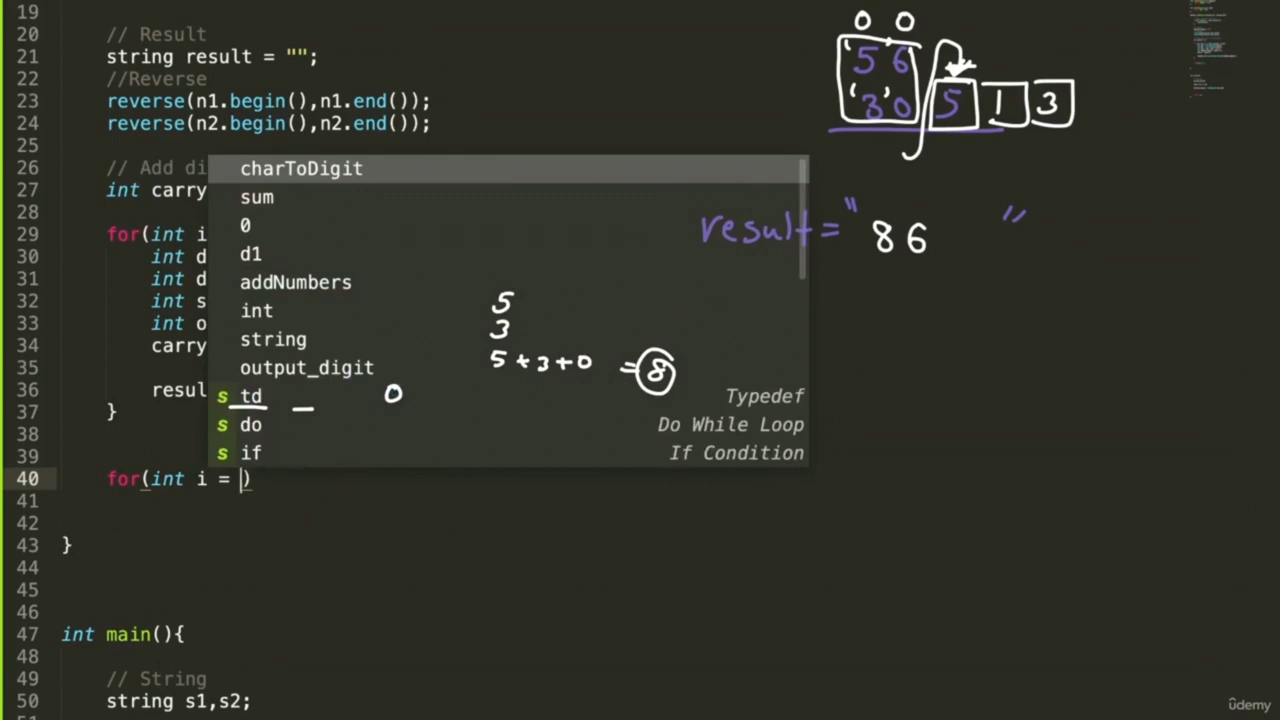 19
20 // Result
21 string result = "";
22 //Reverse
23 reverse(n1.begin(),n1.end());
24 reverse(n2.begin(),n2.end());
25
26 // Add di
27 int carry
28
29 for(int i
30 int d
31 int d
32 int s
33 int o
34 carry
35
36 resul
37 }
38
39
40 for(int i = )
41
42
43 }
44
45
46
47 int main(){
48
49 // String
50 string s1,s2;
charToDigit
sum
0
d1
addNumbers
int
string
output_digit
s td Typedef
s do Do While Loop
s if If Condition
0 0
5 6
3 0 5 1 3
result = " 86 "
5
3
5 + 3 + 0 = 8
0
ûdemy